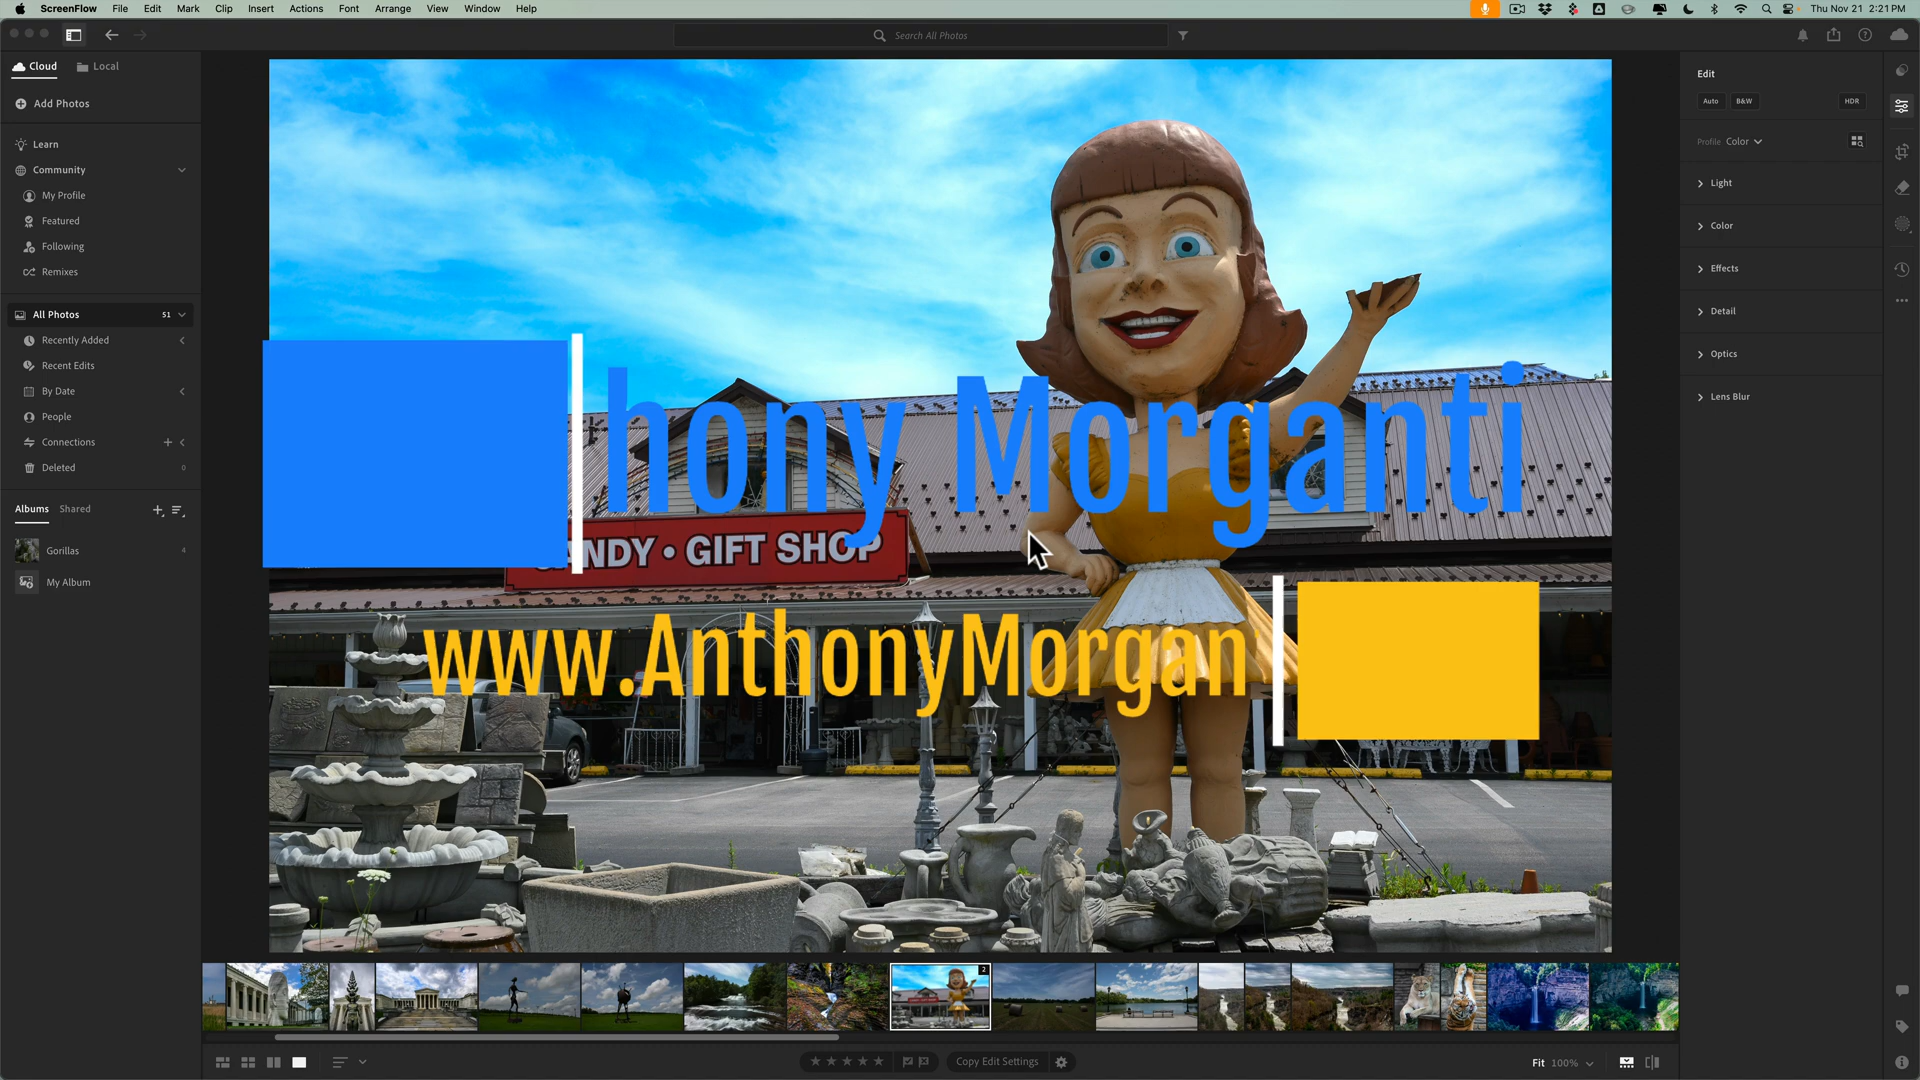 ScreenFlow File Edit Mark Clip Insert Actions Font Arrange View Window Help Thu Nov 21 2:21 PM
Search All Photos
Cloud Local
Add Photos
Learn
Community
My Profile
Featured
Following
Remixes
All Photos 51
Recently Added
Recent Edits
By Date
People
Connections
Deleted 0
Albums Shared
Gorillas 4
My Album
hony Morganti
NDY • GIFT SHOP
www.AnthonyMorgan
Edit
Auto B&W HDR
Profile Color
Light
Color
Effects
Detail
Optics
Lens Blur
2
Copy Edit Settings
Fit 100%